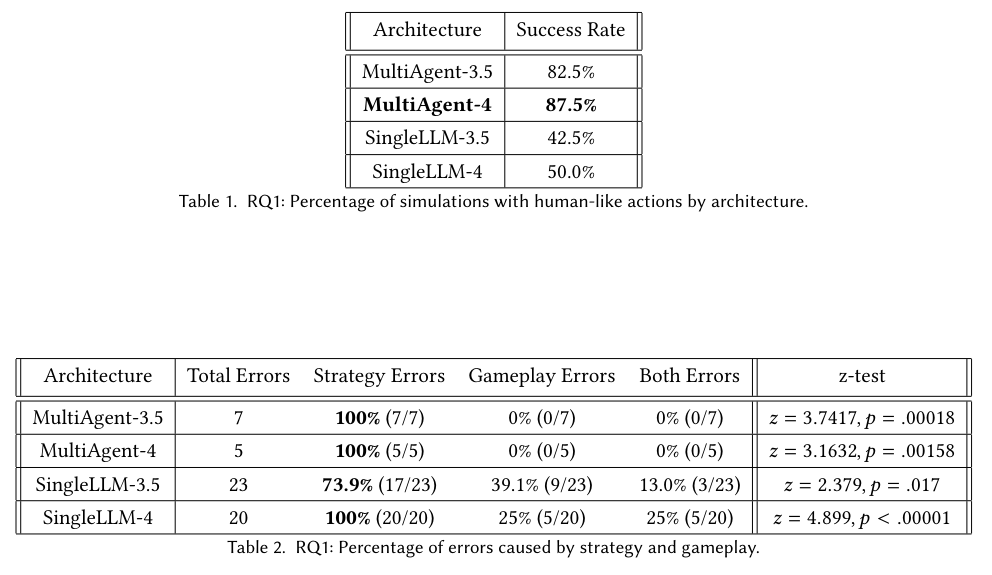 Architecture Success Rate
MultiAgent-3.5 82.5%
MultiAgent-4 87.5%
SingleLLM-3.5 42.5%
SingleLLM-4 50.0%
Table 1. RQ1: Percentage of simulations with human-like actions by architecture.
Architecture Total Errors Strategy Errors Gameplay Errors Both Errors z-test
MultiAgent-3.5 7 100% (7/7) 0% (0/7) 0% (0/7) z = 3.7417, p = .00018
MultiAgent-4 5 100% (5/5) 0% (0/5) 0% (0/5) z = 3.1632, p = .00158
SingleLLM-3.5 23 73.9% (17/23) 39.1% (9/23) 13.0% (3/23) z = 2.379, p = .017
SingleLLM-4 20 100% (20/20) 25% (5/20) 25% (5/20) z = 4.899, p < .00001
Table 2. RQ1: Percentage of errors caused by strategy and gameplay.